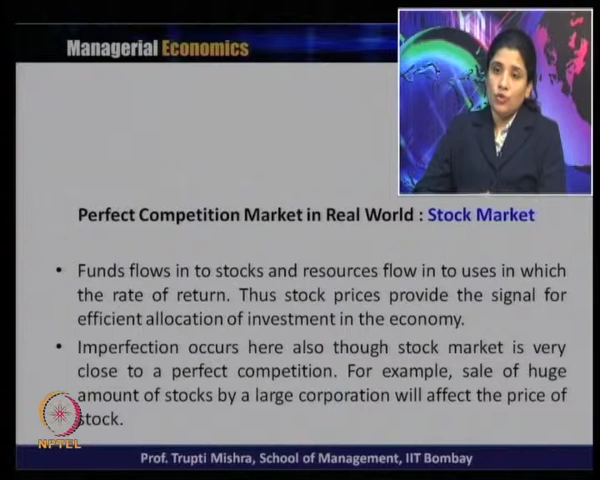 Managerial Economics
Perfect Competition Market in Real World : Stock Market
• Funds flows in to stocks and resources flow in to uses in which
the rate of return. Thus stock prices provide the signal for
efficient allocation of investment in the economy.
• Imperfection occurs here also though stock market is very
close to a perfect competition. For example, sale of huge
amount of stocks by a large corporation will affect the price of
stock.
NPTEL
Prof. Trupti Mishra, School of Management, IIT Bombay